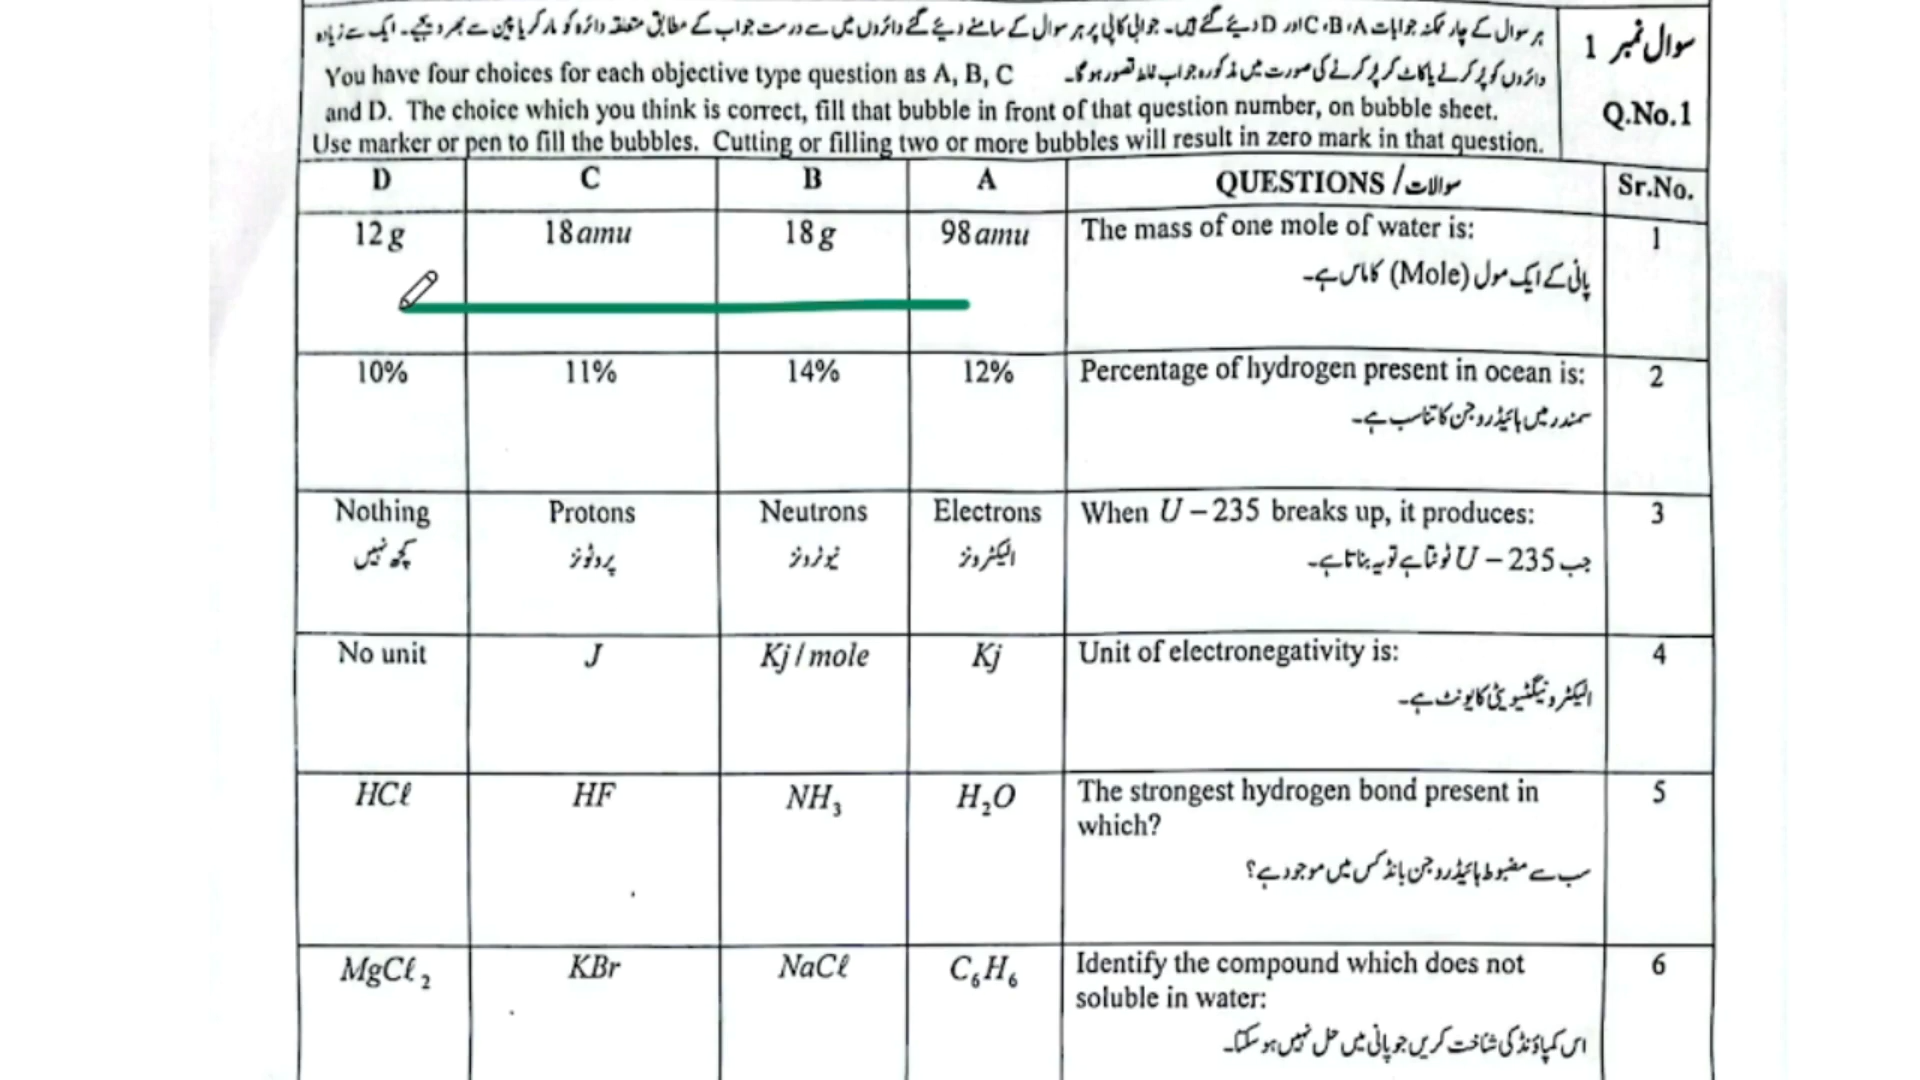 ہر سوال کے چار ممکنہ جوابات A، B، C اور D دیئے گئے ہیں۔ جوابی کاپی پر ہر سوال کے سامنے دیئے گئے دائروں میں سے درست جواب کے مطابق متعلقہ دائرہ کو مارکر یا پین سے بھر دیجیے۔ ایک سے زیادہ
سوال نمبر 1
You have four choices for each objective type question as A, B, C
دائروں کو پُر کرنے یا کاٹ کر پُر کرنے کی صورت میں مذکورہ جواب غلط تصور ہوگا۔
and D. The choice which you think is correct, fill that bubble in front of that question number, on bubble sheet.
Q.No.1
Use marker or pen to fill the bubbles. Cutting or filling two or more bubbles will result in zero mark in that question.
D C B A QUESTIONS / سوالات Sr.No.
12g 18amu 18g 98amu The mass of one mole of water is: 1
پانی کے ایک مول (Mole) کا ماس ہے۔
10% 11% 14% 12% Percentage of hydrogen present in ocean is: 2
سمندر میں ہائیڈروجن کا تناسب ہے۔
Nothing Protons Neutrons Electrons When U – 235 breaks up, it produces: 3
کچھ نہیں پروٹونز نیوٹرونز الیکٹرونز جب U – 235 ٹوٹتا ہے تو یہ بناتا ہے۔
No unit J Kj / mole Kj Unit of electronegativity is: 4
الیکٹرونیگٹیویٹی کا یونٹ ہے۔
HCℓ HF NH₃ H₂O The strongest hydrogen bond present in 5
which?
سب سے مضبوط ہائیڈروجن بانڈ کس میں موجود ہے؟
MgCℓ₂ KBr NaCℓ C₆H₆ Identify the compound which does not 6
soluble in water:
اس کمپاؤنڈ کی شناخت کریں جو پانی میں حل نہیں ہو سکتا۔